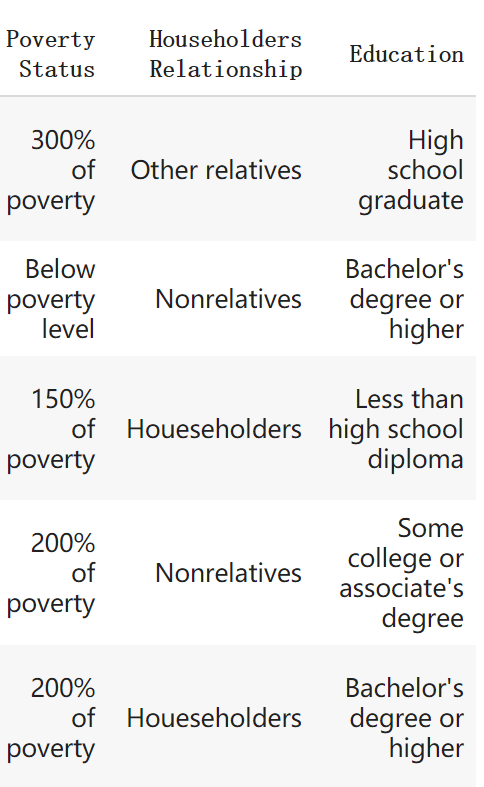 Poverty Status Householders Relationship Education
300% of poverty Other relatives High school graduate
Below poverty level Nonrelatives Bachelor's degree or higher
150% of poverty Houeseholders Less than high school diploma
200% of poverty Nonrelatives Some college or associate's degree
200% of poverty Houeseholders Bachelor's degree or higher